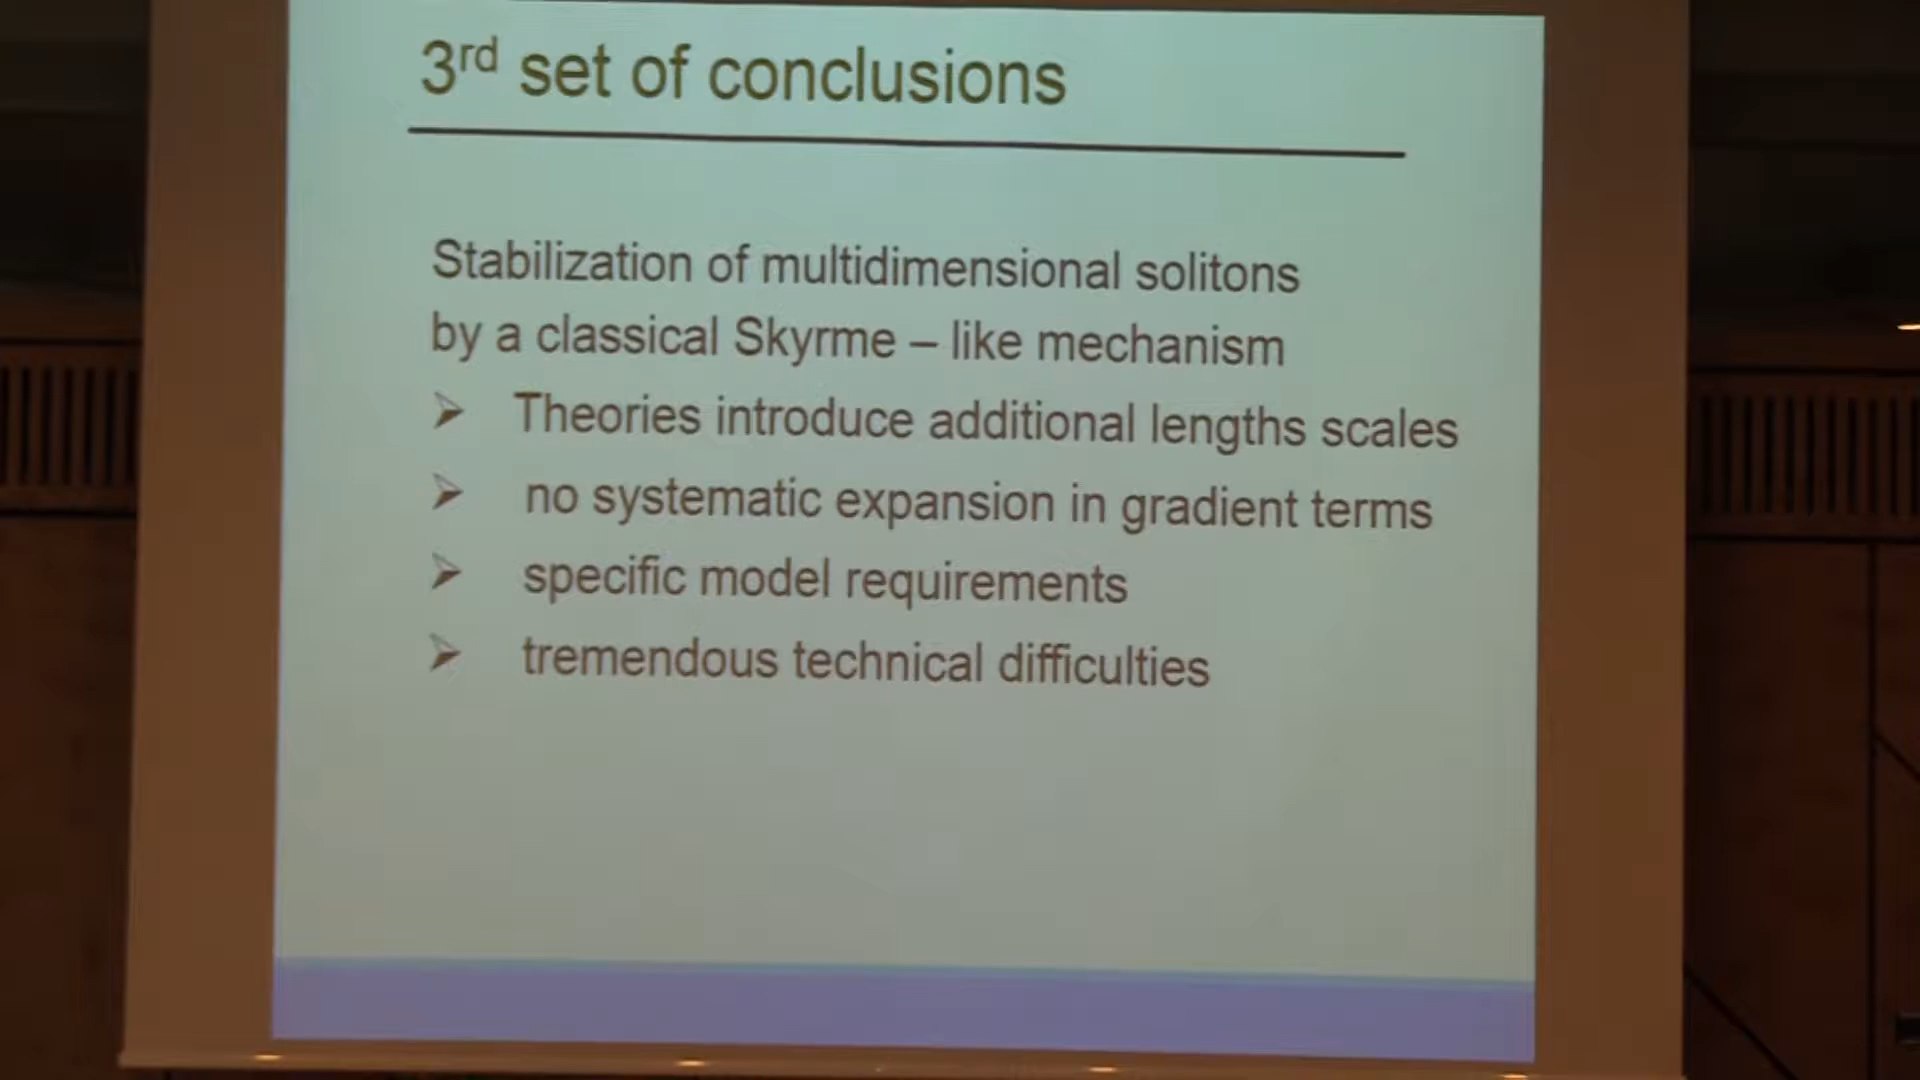 3rd set of conclusions
Stabilization of multidimensional solitons
by a classical Skyrme – like mechanism
➢ Theories introduce additional lengths scales
➢ no systematic expansion in gradient terms
➢ specific model requirements
➢ tremendous technical difficulties